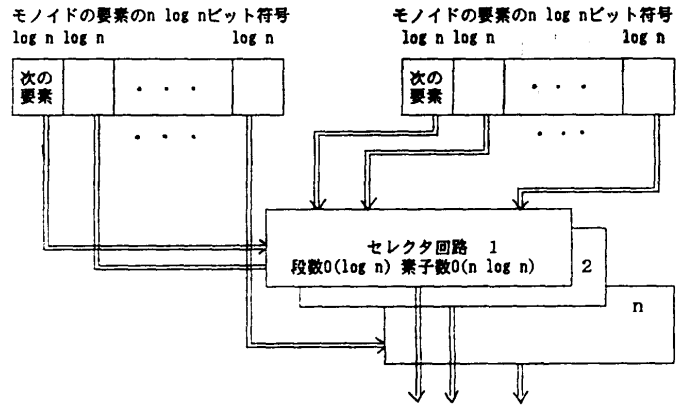 モノイドの要素のn log nビット符号
log n log n log n
次の
要素
・・・
・・・
モノイドの要素のn log nビット符号
log n log n log n
次の
要素
・・・
・・・
セレクタ回路 1
段数O(log n) 素子数O(n log n)
2
n